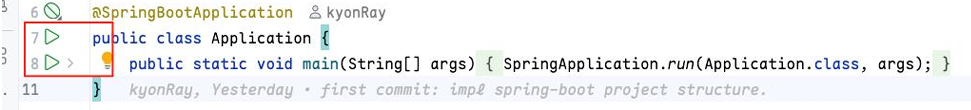 6 @SpringBootApplication kyonRay
7 public class Application {
8 public static void main(String[] args) { SpringApplication.run(Application.class, args); }
11 } kyonRay, Yesterday • first commit: impl spring-boot project structure.